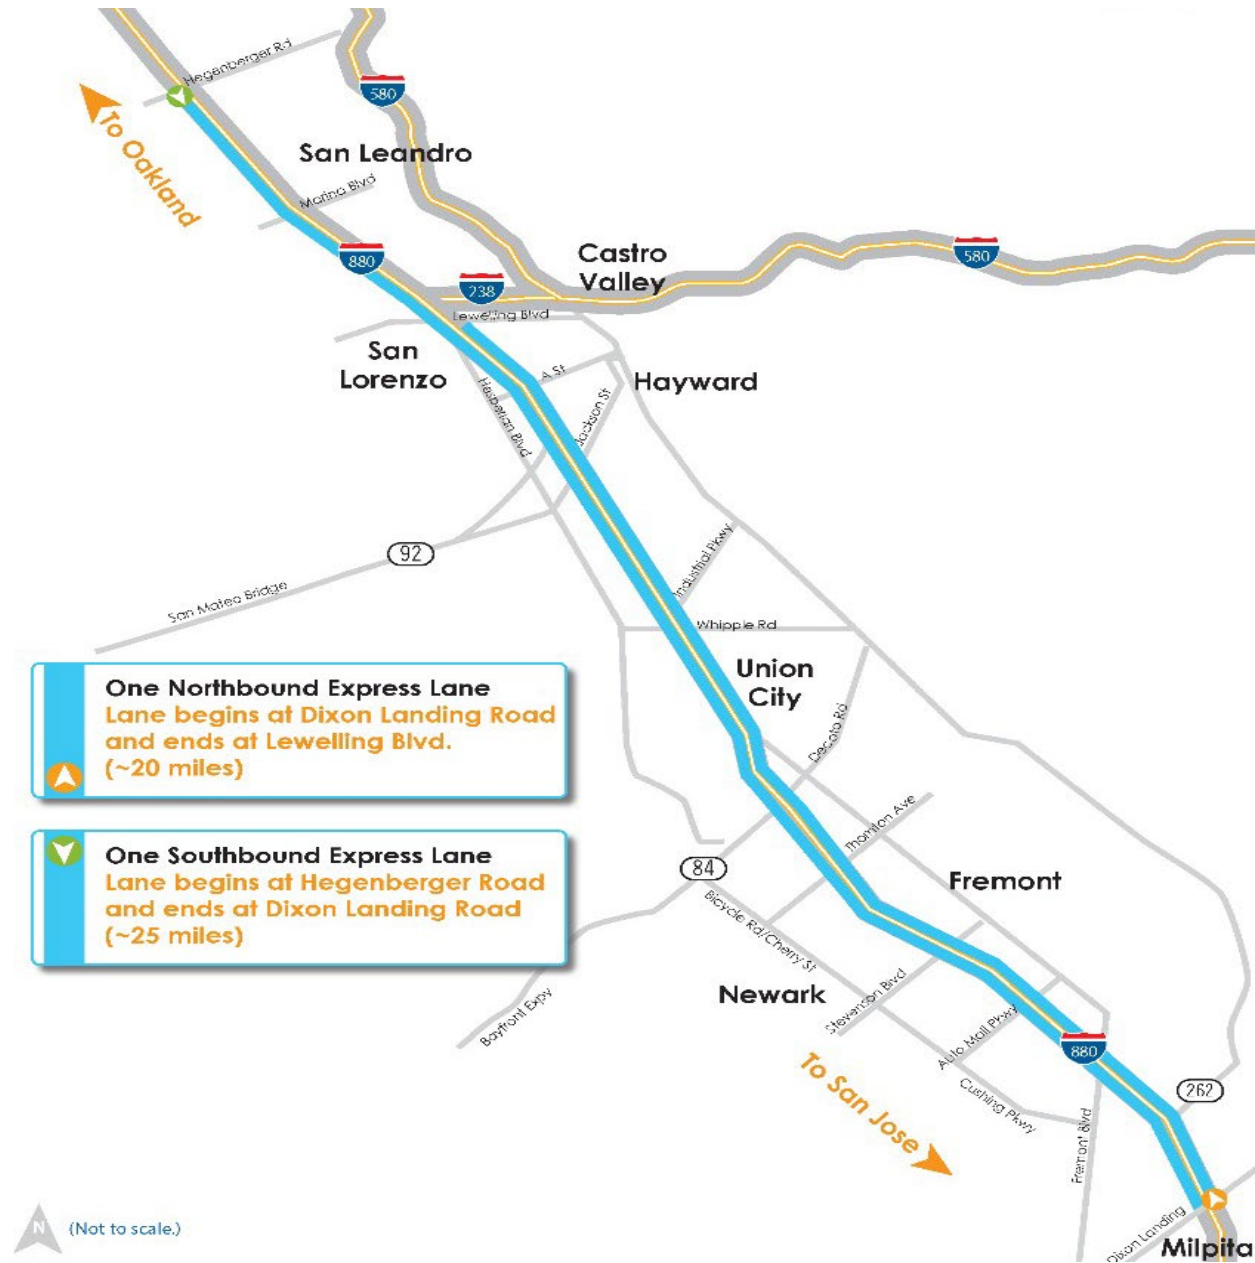 Hegenberger Rd
580
To Oakland
San Leandro
Marina Blvd
880
Castro
Valley
580
238
Lewelling Blvd
San
Lorenzo
A St
Hayward
Hesperian Blvd
Jackson St
92
San Mateo Bridge
Industrial Pkwy
Whipple Rd
Union
City
Decoto Rd
One Northbound Express Lane
Lane begins at Dixon Landing Road
and ends at Lewelling Blvd.
(~20 miles)
One Southbound Express Lane
Lane begins at Hegenberger Road
and ends at Dixon Landing Road
(~25 miles)
Thornton Ave
84
Fremont
Bicycle Rd/Cherry St
Newark
Stevenson Blvd
Bayfront Expy
Auto Mall Pkwy
880
To San Jose
Cushing Pkwy
262
Fremont Blvd
Dixon Landing
Milpita
N
(Not to scale.)